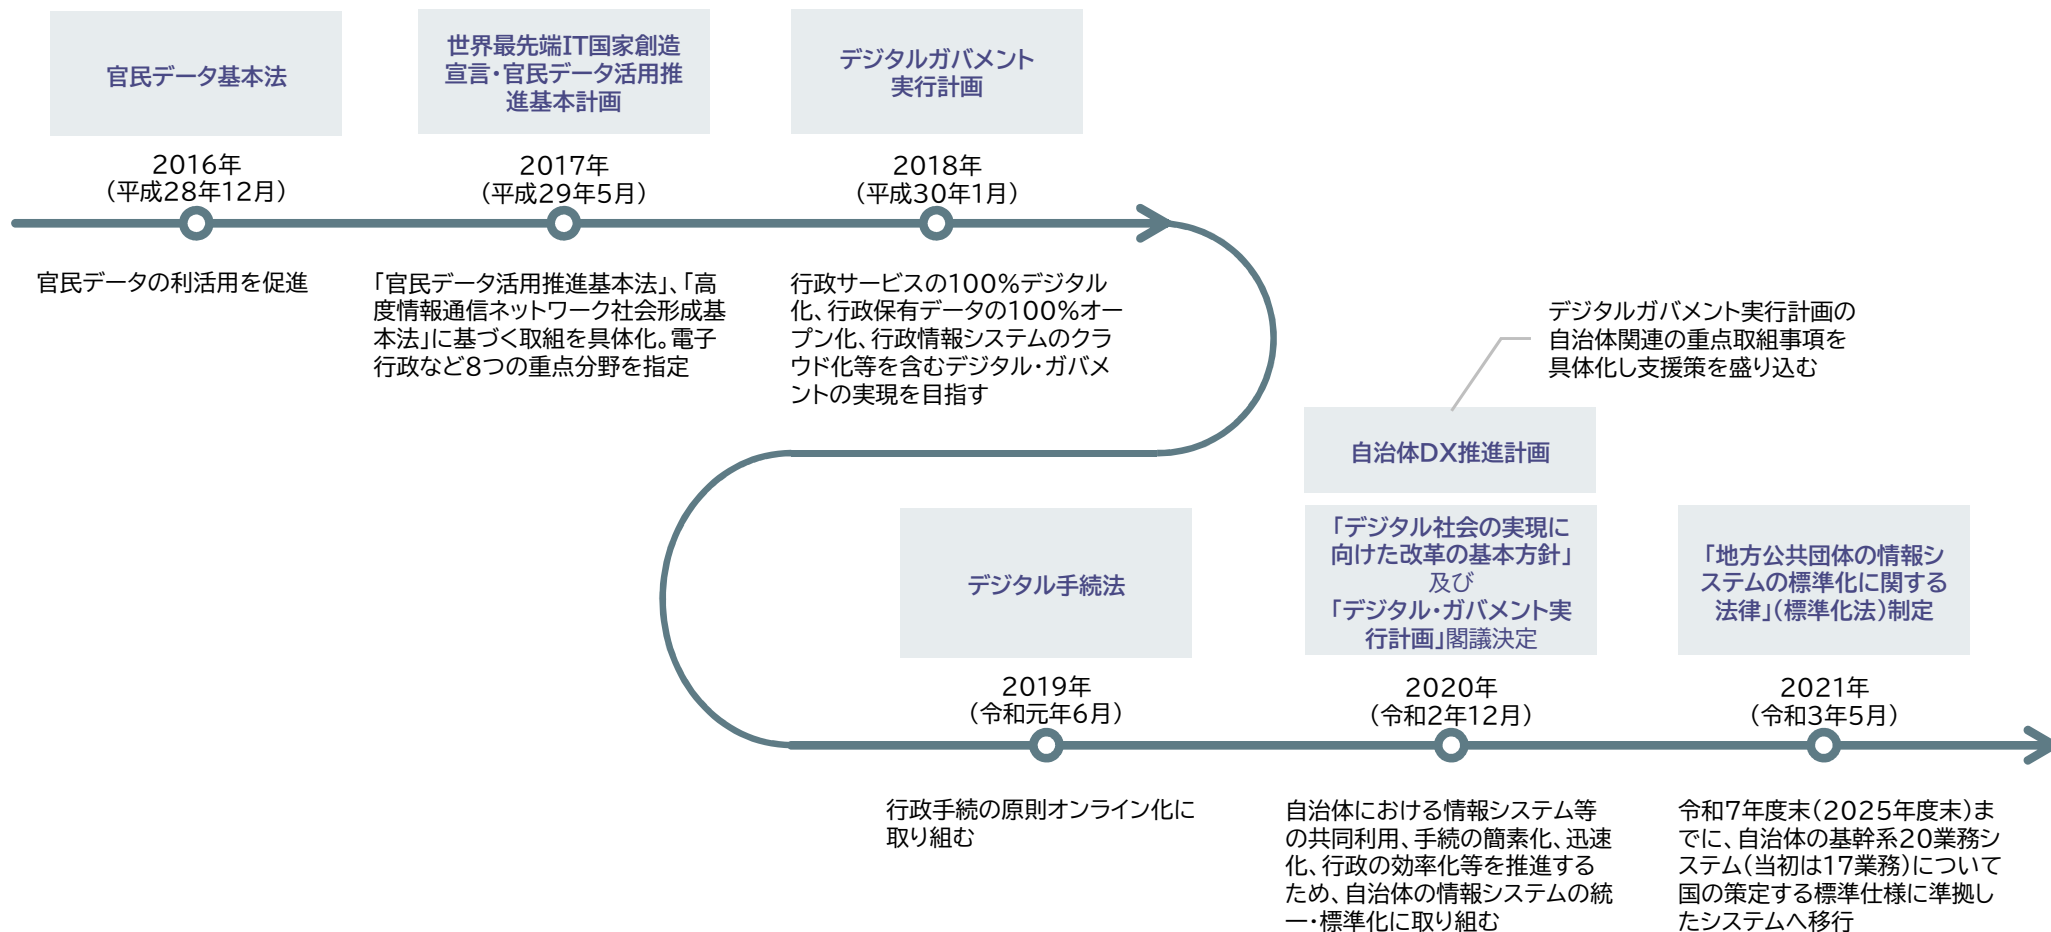 官民データ基本法
世界最先端IT国家創造
宣言・官民データ活用推
進基本計画
デジタルガバメント
実行計画
2016年
（平成28年12月）
2017年
（平成29年5月）
2018年
（平成30年1月）
官民データの利活用を促進
「官民データ活用推進基本法」、「高
度情報通信ネットワーク社会形成基
本法」に基づく取組を具体化。電子
行政など8つの重点分野を指定
行政サービスの100%デジタル
化、行政保有データの100%オー
プン化、行政情報システムのクラ
ウド化等を含むデジタル・ガバメ
ントの実現を目指す
デジタルガバメント実行計画の
自治体関連の重点取組事項を
具体化し支援策を盛り込む
自治体DX推進計画
デジタル手続法
「デジタル社会の実現に
向けた改革の基本方針」
及び
「デジタル・ガバメント実
行計画」閣議決定
「地方公共団体の情報シ
ステムの標準化に関する
法律」（標準化法）制定
2019年
（令和元年6月）
2020年
（令和2年12月）
2021年
（令和3年5月）
行政手続の原則オンライン化に
取り組む
自治体における情報システム等
の共同利用、手続の簡素化、迅速
化、行政の効率化等を推進する
ため、自治体の情報システムの統
一・標準化に取り組む
令和7年度末（2025年度末）ま
でに、自治体の基幹系20業務シ
ステム（当初は17業務）について
国の策定する標準仕様に準拠し
たシステムへ移行